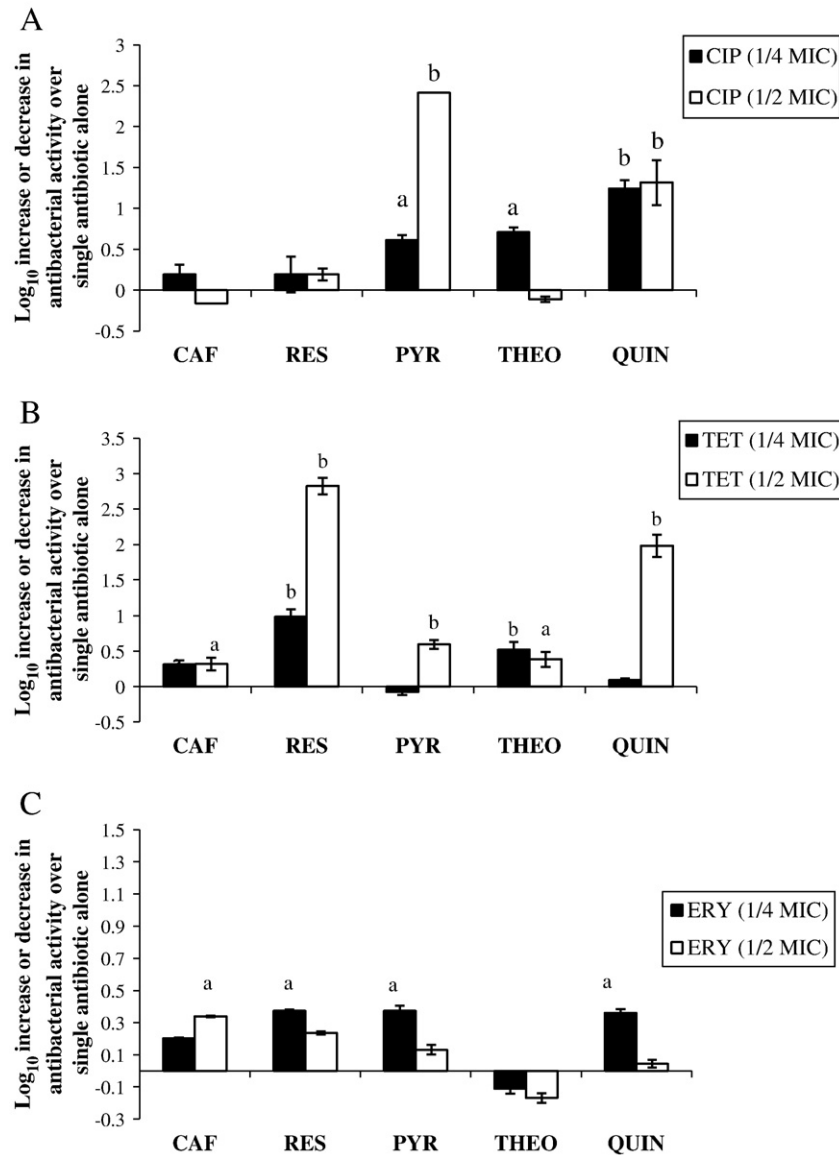 A
Log10 increase or decrease in
antibacterial activity over
single antibiotic alone
3
2.5
2
1.5
1
0.5
0
-0.5
a
b
a
b
b
CAF RES PYR THEO QUIN
CIP (1/4 MIC)
CIP (1/2 MIC)
B
Log10 increase or decrease in
antibacterial activity over
single antibiotic alone
3.5
3
2.5
2
1.5
1
0.5
0
-0.5
a
b
b
b
b
a
b
CAF RES PYR THEO QUIN
TET (1/4 MIC)
TET (1/2 MIC)
C
Log10 increase or decrease in
antibacterial activity over
single antibiotic alone
1.5
1.3
1.1
0.9
0.7
0.5
0.3
0.1
-0.1
-0.3
a
a
a
a
CAF RES PYR THEO QUIN
ERY (1/4 MIC)
ERY (1/2 MIC)